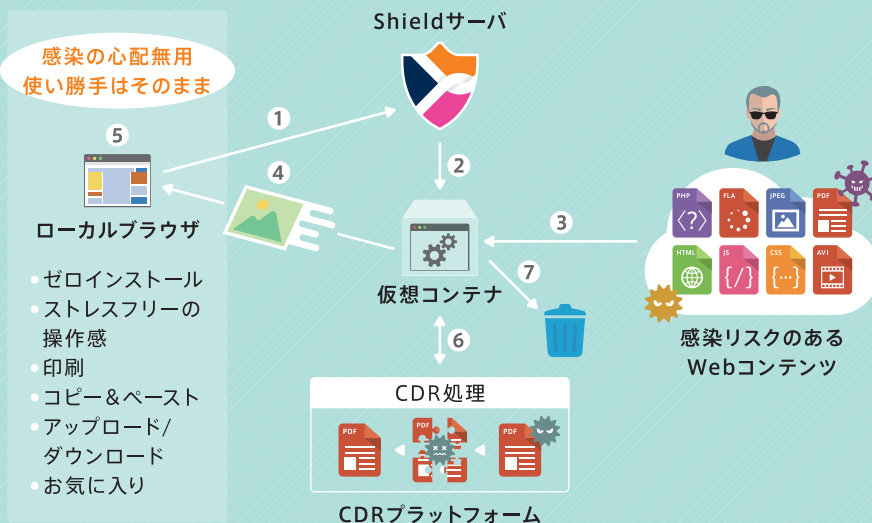 Shieldサーバ
感染の心配無用
使い勝手はそのまま
1
5
2
4
ローカルブラウザ
3
7
仮想コンテナ
6
PHP
FLA
JPEG
PDF
<?>
HTML
JS
CSS
AVI
{/}
{…}
感染リスクのある
Webコンテンツ
・ゼロインストール
・ストレスフリーの
操作感
・印刷
・コピー＆ペースト
・アップロード/
ダウンロード
・お気に入り
CDR処理
PDF
PDF
PDF
CDRプラットフォーム